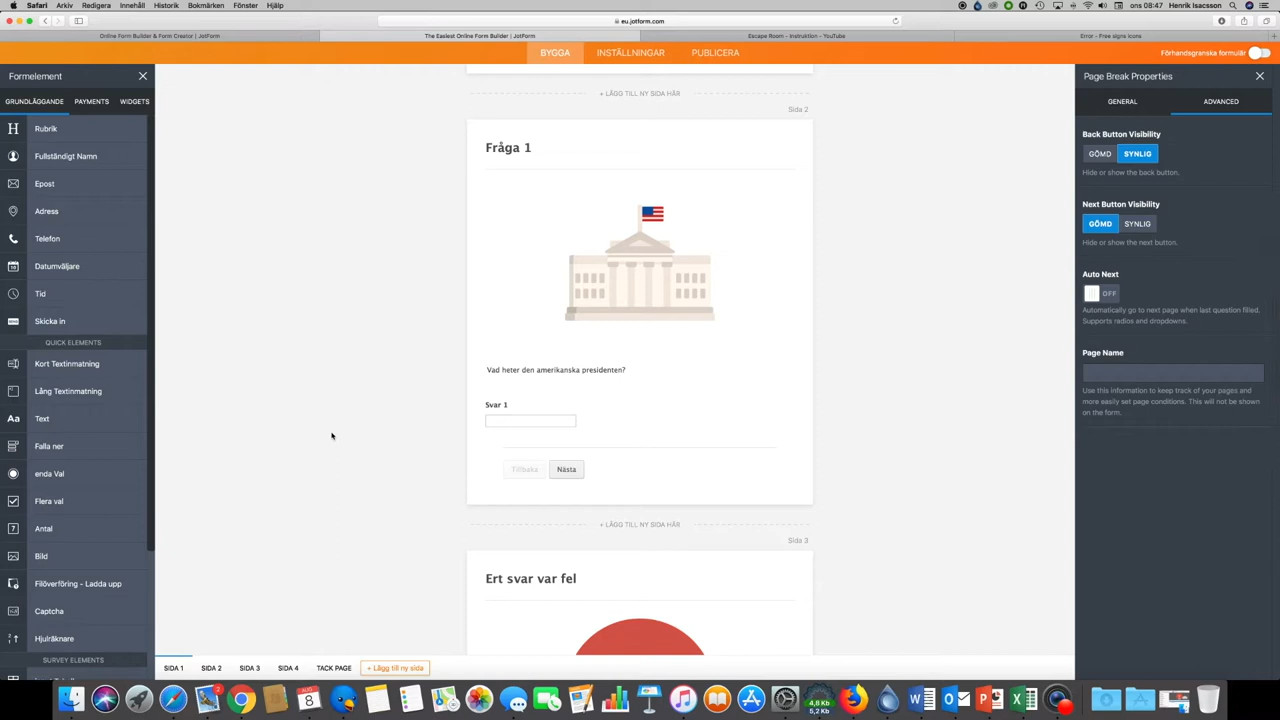 Safari Arkiv Redigera Innehåll Historik Bokmärken Fönster Hjälp ons 08:47 Henrik Isacsson
eu.jotform.com
Online Form Builder & Form Creator | JotForm The Easiest Online Form Builder | JotForm Escape Room - Instruktion - YouTube Error - Free signs icons
BYGGA INSTÄLLNINGAR PUBLICERA Förhandsgranska formulär
Formelement
GRUNDLÄGGANDE PAYMENTS WIDGETS
Rubrik
Fullständigt Namn
Epost
Adress
Telefon
Datumväljare
Tid
Skicka in
QUICK ELEMENTS
Kort Textinmatning
Lång Textinmatning
Text
Falla ner
enda Val
Flera val
Antal
Bild
Filöverföring - Ladda upp
Captcha
Hjulräknare
SURVEY ELEMENTS
+ LÄGG TILL NY SIDA HÄR
Sida 2
Fråga 1
Vad heter den amerikanska presidenten?
Svar 1
Tillbaka Nästa
+ LÄGG TILL NY SIDA HÄR
Sida 3
Ert svar var fel
SIDA 1 SIDA 2 SIDA 3 SIDA 4 TACK PAGE + Lägg till ny sida
Page Break Properties
GENERAL ADVANCED
Back Button Visibility
GÖMD SYNLIG
Hide or show the back button.
Next Button Visibility
GÖMD SYNLIG
Hide or show the next button.
Auto Next
OFF
Automatically go to next page when last question filled.
Supports radios and dropdowns.
Page Name
Use this information to keep track of your pages and
more easily set page conditions. This will not be shown
on the form.
4,8 Kb
5,2 Kb